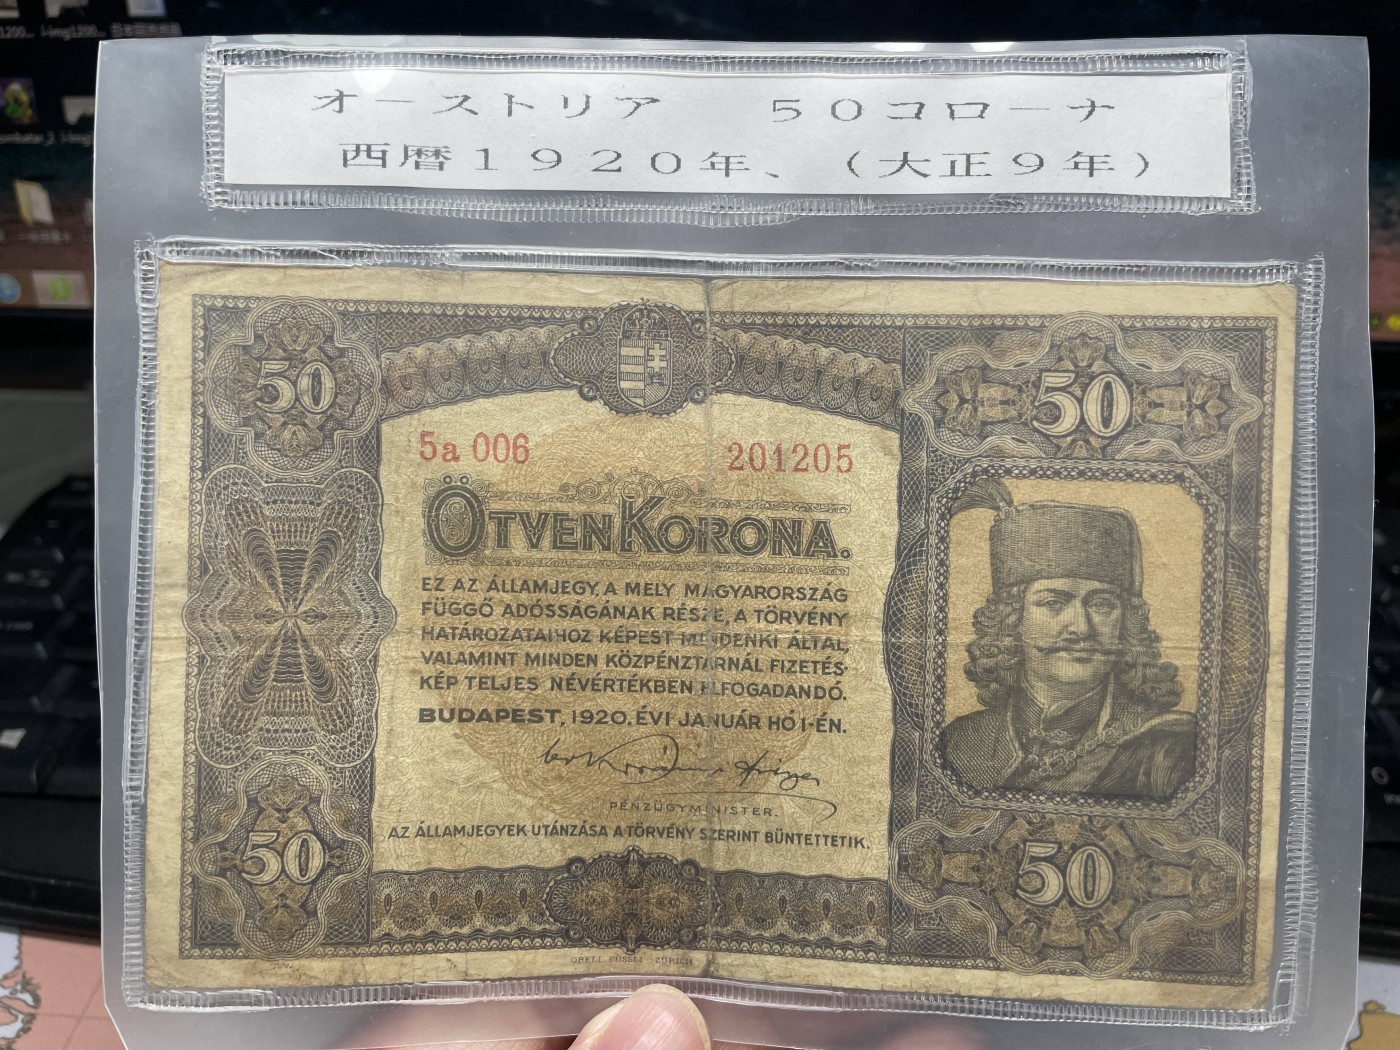 オーストリア 50コローナ
西暦1920年、(大正9年)
50
50
5a 006
201205
ÖTVEN KORONA.
EZ AZ ÁLLAMJEGY, A MELY MAGYARORSZÁG
FÜGGŐ ADÓSSÁGÁNAK RÉSZE, A TÖRVÉNY
HATÁROZATAIHOZ KÉPEST MINDENKI ÁLTAL,
VALAMINT MINDEN KÖZPÉNZTÁRNÁL FIZETÉS-
KÉP TELJES NÉVÉRTÉKBEN ELFOGADANDÓ.
BUDAPEST, 1920. ÉVI JANUÁR HÓ 1-ÉN.
PÉNZÜGYMINISTER.
AZ ÁLLAMJEGYEK UTÁNZÁSA A TÖRVÉNY SZERINT BÜNTETTETIK.
50
50
ORELL FÜSSLI ZÜRICH